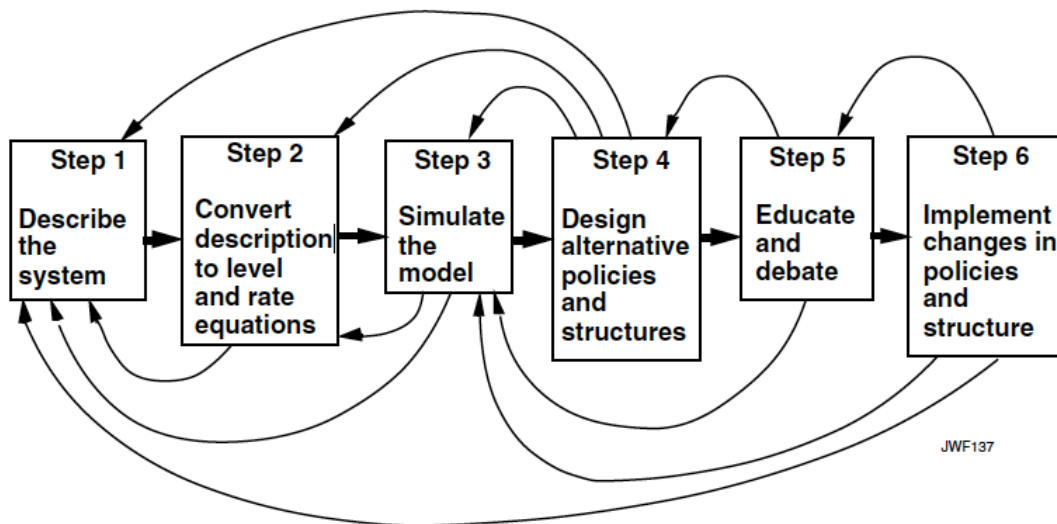 Step 1
Describe
the
system
Step 2
Convert
description
to level
and rate
equations
Step 3
Simulate
the
model
Step 4
Design
alternative
policies
and
structures
Step 5
Educate
and
debate
Step 6
Implement
changes in
policies
and
structure
JWF137